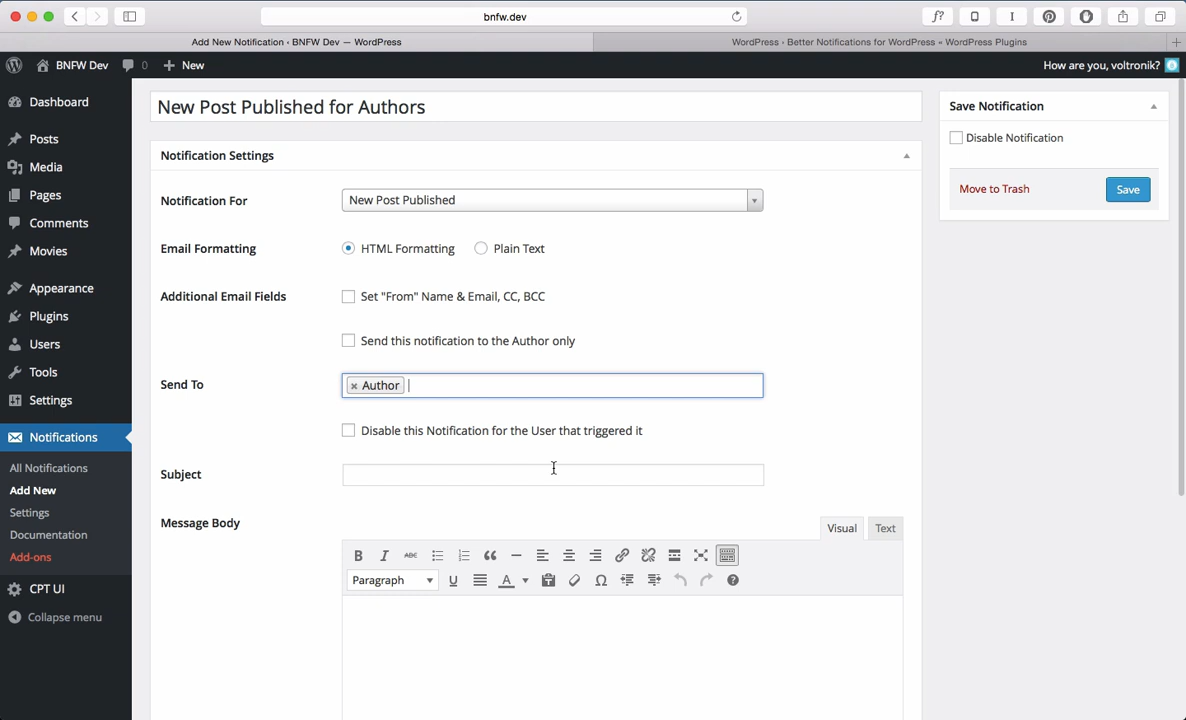 bnfw.dev
f?
Add New Notification ‹ BNFW Dev — WordPress
WordPress › Better Notifications for WordPress « WordPress Plugins
BNFW Dev
0
New
How are you, voltronik?
Dashboard
Posts
Media
Pages
Comments
Movies
Appearance
Plugins
Users
Tools
Settings
Notifications
All Notifications
Add New
Settings
Documentation
Add-ons
CPT UI
Collapse menu
New Post Published for Authors
Notification Settings
Notification For
New Post Published
Email Formatting
HTML Formatting
Plain Text
Additional Email Fields
Set "From" Name & Email, CC, BCC
Send this notification to the Author only
Send To
× Author
Disable this Notification for the User that triggered it
Subject
Message Body
Visual
Text
B I ABC
Paragraph
U
A
Ω
?
Save Notification
Disable Notification
Move to Trash
Save